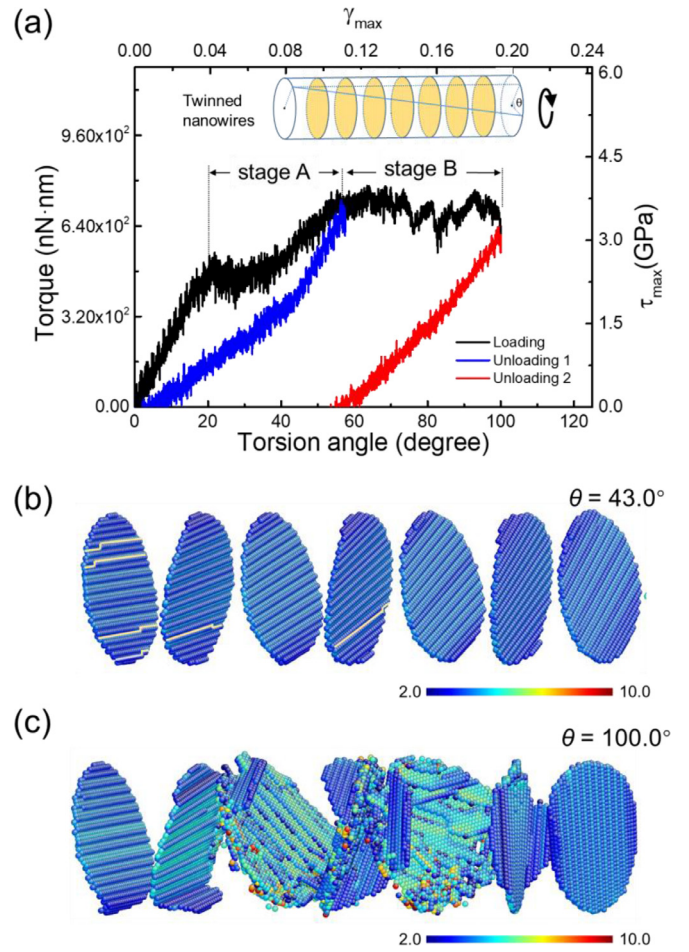 (a)
γmax
0.00 0.04 0.08 0.12 0.16 0.20 0.24
Twinned
nanowires
θ
stage A
stage B
9.60x10²
6.40x10²
3.20x10²
0.00
Torque (nN·nm)
6.0
4.5
3.0
1.5
0.0
τmax(GPa)
Loading
Unloading 1
Unloading 2
0 20 40 60 80 100 120
Torsion angle (degree)
(b)
θ = 43.0°
2.0 10.0
(c)
θ = 100.0°
2.0 10.0